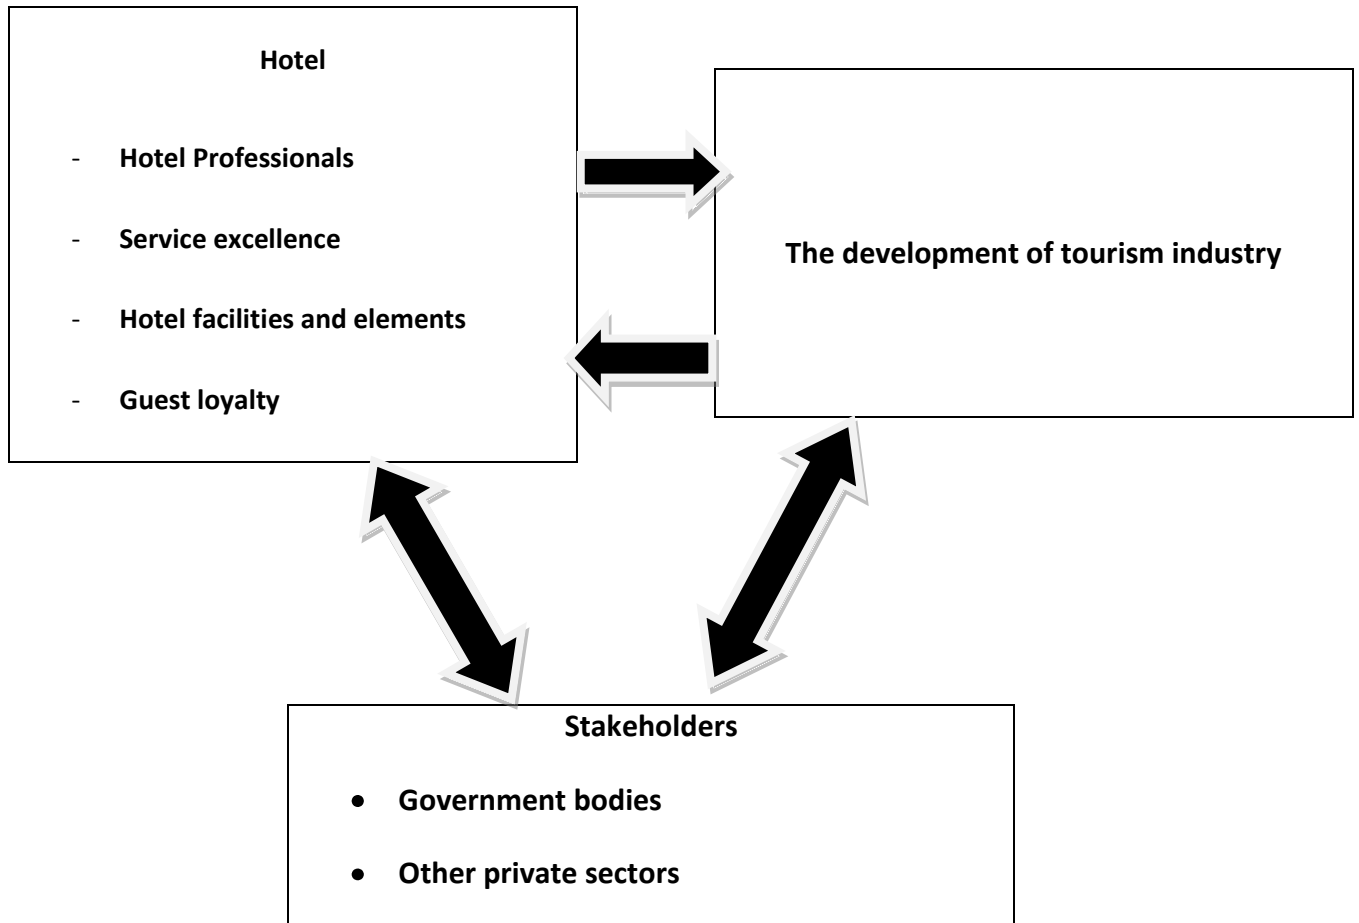 Hotel
- Hotel Professionals
- Service excellence
- Hotel facilities and elements
- Guest loyalty
The development of tourism industry
Stakeholders
• Government bodies
• Other private sectors